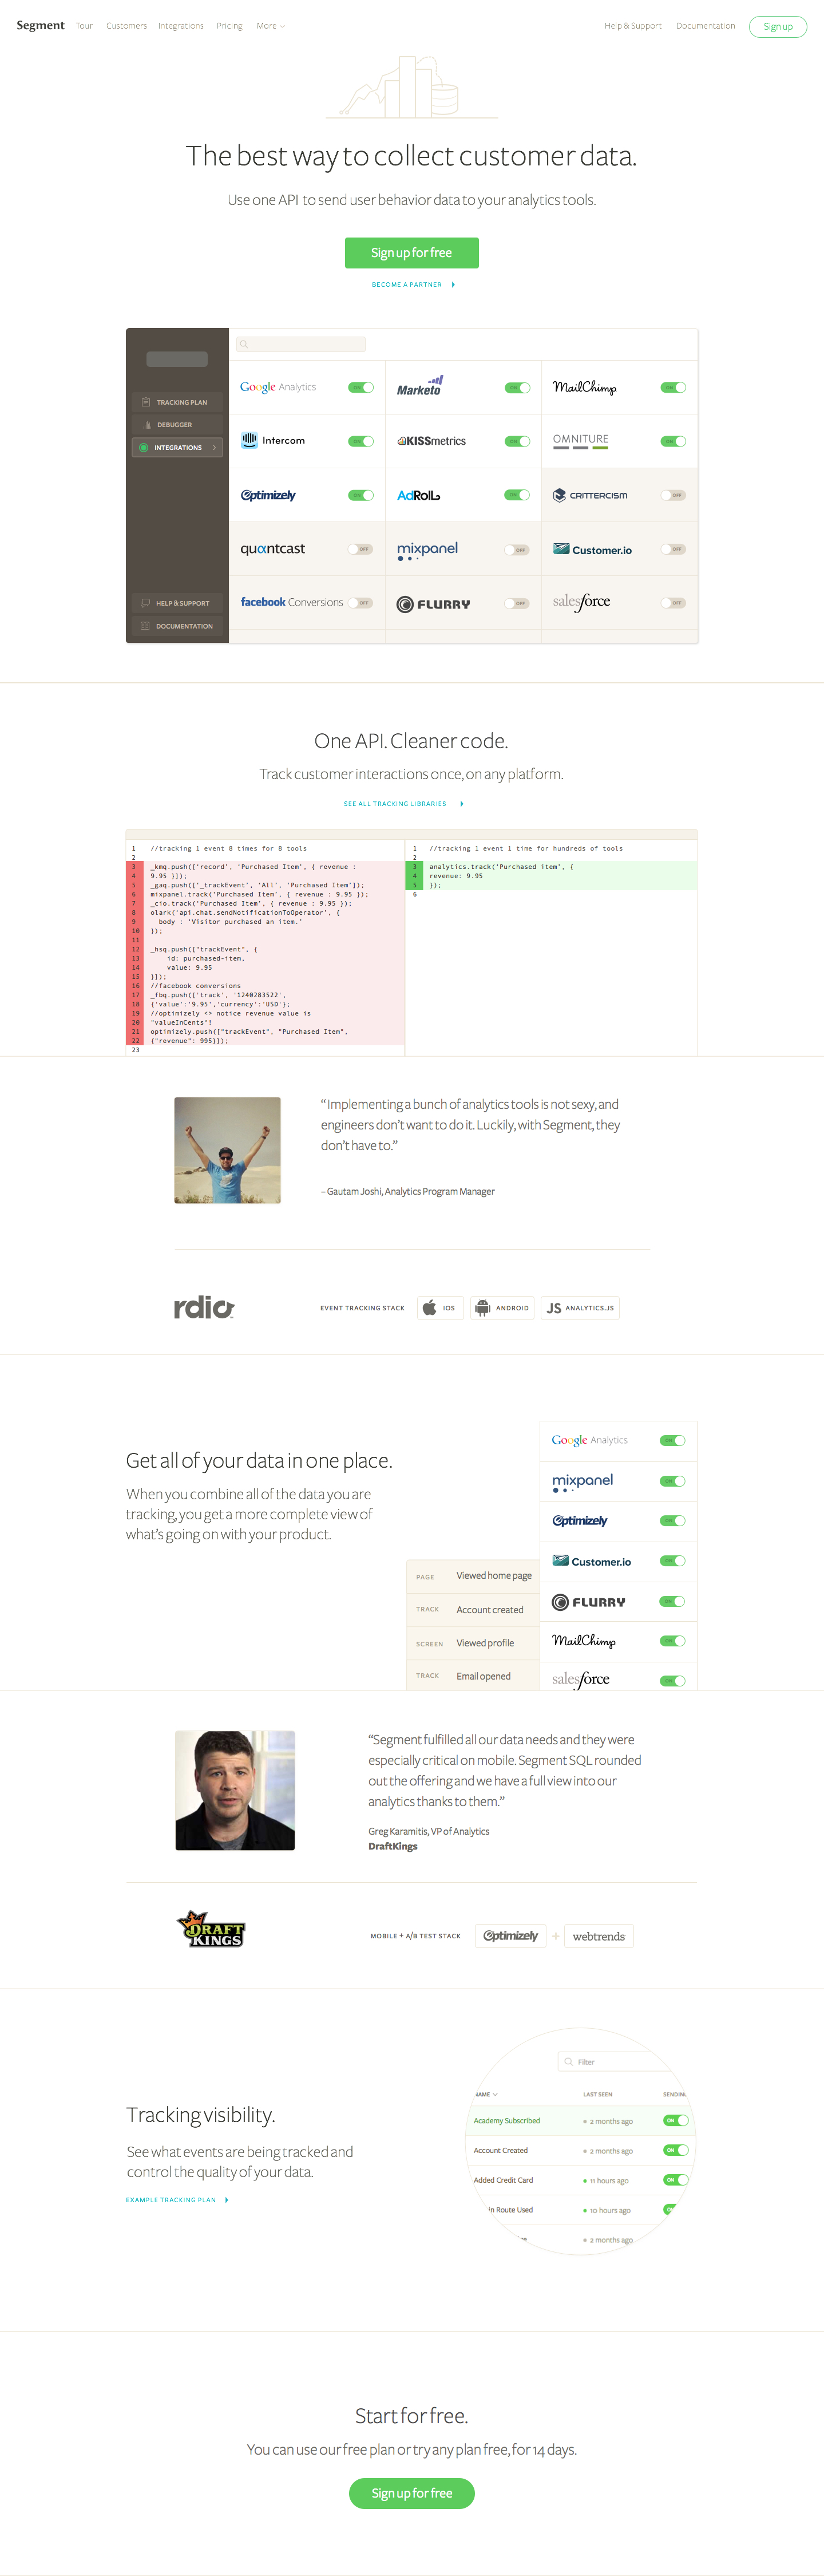 Segment Tour Customers Integrations Pricing More Help & Support Documentation Sign up
The best way to collect customer data.
Use one API to send user behavior data to your analytics tools.
Sign up for free
BECOME A PARTNER
TRACKING PLAN
DEBUGGER
INTEGRATIONS
HELP & SUPPORT
DOCUMENTATION
Google Analytics ON Marketo ON MailChimp ON
Intercom ON KISSmetrics ON OMNITURE ON
Optimizely ON AdRoll ON CRITTERCISM OFF
quantcast OFF mixpanel OFF Customer.io OFF
facebook Conversions OFF FLURRY OFF salesforce OFF
One API. Cleaner code.
Track customer interactions once, on any platform.
SEE ALL TRACKING LIBRARIES
1 //tracking 1 event 8 times for 8 tools
2
3 _kmq.push(['record', 'Purchased Item', { revenue :
4 9.95 }]);
5 _gaq.push(['_trackEvent', 'All', 'Purchased Item']);
6 mixpanel.track('Purchased Item', { revenue : 9.95 });
7 _cio.track('Purchased Item', { revenue : 9.95 });
8 olark('api.chat.sendNotificationToOperator', {
9 body : 'Visitor purchased an item.'
10 });
11
12 _hsq.push(["trackEvent", {
13 id: purchased-item,
14 value: 9.95
15 }]);
16 //facebook conversions
17 _fbq.push(['track', '1240283522',
18 {'value':'9.95','currency':'USD'};
19 //optimizely <> notice revenue value is
20 "valueInCents"!
21 optimizely.push(["trackEvent", "Purchased Item",
22 {"revenue": 995}]);
23
1 //tracking 1 event 1 time for hundreds of tools
2
3 analytics.track('Purchased item', {
4 revenue: 9.95
5 });
6
“Implementing a bunch of analytics tools is not sexy, and
engineers don’t want to do it. Luckily, with Segment, they
don’t have to.”
– Gautam Joshi, Analytics Program Manager
rdio EVENT TRACKING STACK IOS ANDROID JS ANALYTICS.JS
Get all of your data in one place.
When you combine all of the data you are
tracking, you get a more complete view of
what’s going on with your product.
PAGE Viewed home page
TRACK Account created
SCREEN Viewed profile
TRACK Email opened
Google Analytics ON
mixpanel ON
Optimizely ON
Customer.io ON
FLURRY ON
MailChimp ON
salesforce ON
“Segment fulfilled all our data needs and they were
especially critical on mobile. Segment SQL rounded
out the offering and we have a full view into our
analytics thanks to them.”
Greg Karamitis, VP of Analytics
DraftKings
DRAFT
KINGS
MOBILE + A/B TEST STACK Optimizely + webtrends
Tracking visibility.
See what events are being tracked and
control the quality of your data.
EXAMPLE TRACKING PLAN
Filter
NAME LAST SEEN SENDING
Academy Subscribed 2 months ago ON
Account Created 2 months ago ON
Added Credit Card 11 hours ago ON
in Route Used 10 hours ago
2 months ago
Start for free.
You can use our free plan or try any plan free, for 14 days.
Sign up for free